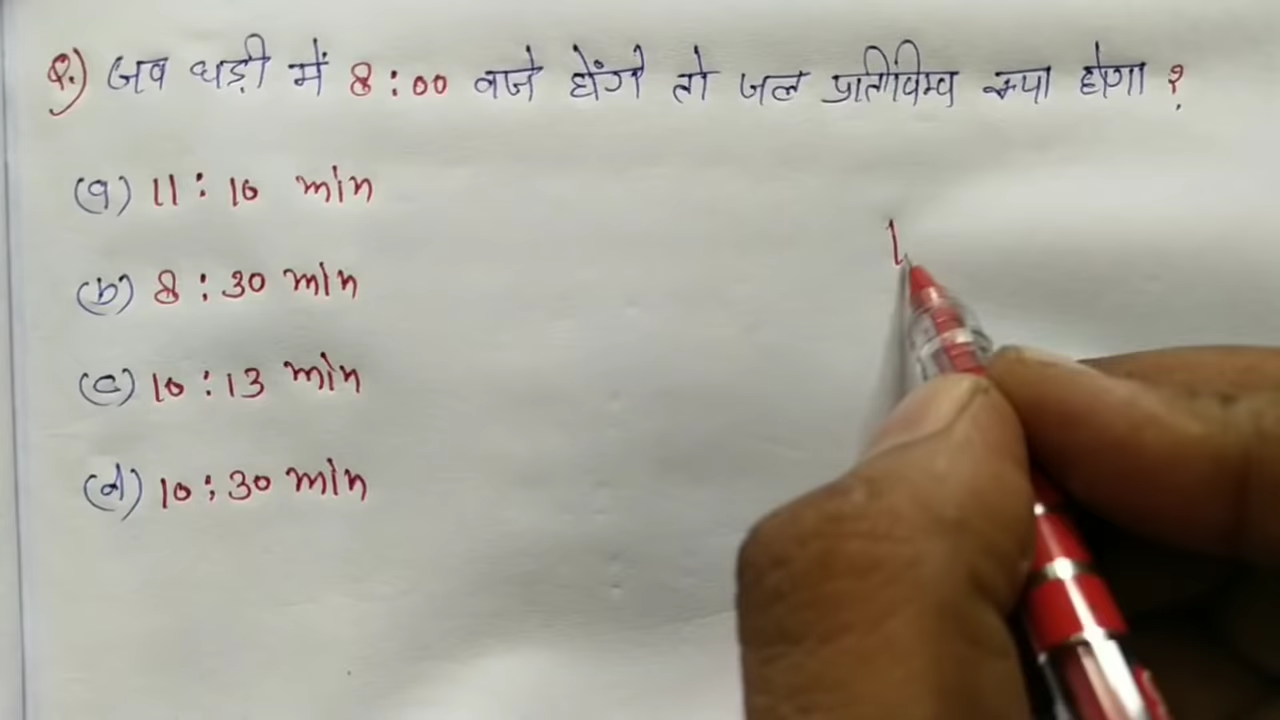 Q.) जब घड़ी में 8:00 बजे होंगे तो जल प्रतीबिम्ब क्या होगा ?
(a) 11:10 min
(b) 8:30 min
(c) 10:13 min
(d) 10:30 min